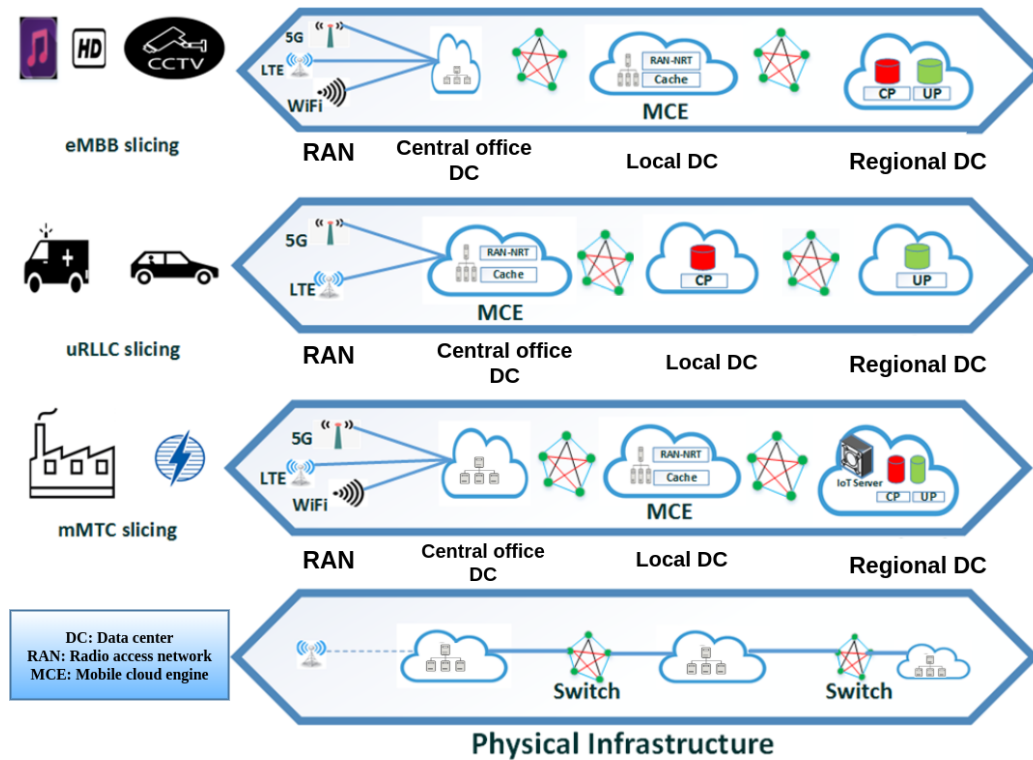 HD
CCTV
eMBB slicing
5G
LTE
WiFi
RAN-NRT
Cache
MCE
CP
UP
RAN
Central office
DC
Local DC
Regional DC
uRLLC slicing
5G
LTE
RAN-NRT
Cache
MCE
CP
UP
RAN
Central office
DC
Local DC
Regional DC
mMTC slicing
5G
LTE
WiFi
RAN-NRT
Cache
MCE
IoT Server
CP
UP
RAN
Central office
DC
Local DC
Regional DC
DC: Data center
RAN: Radio access network
MCE: Mobile cloud engine
Switch
Switch
Physical Infrastructure